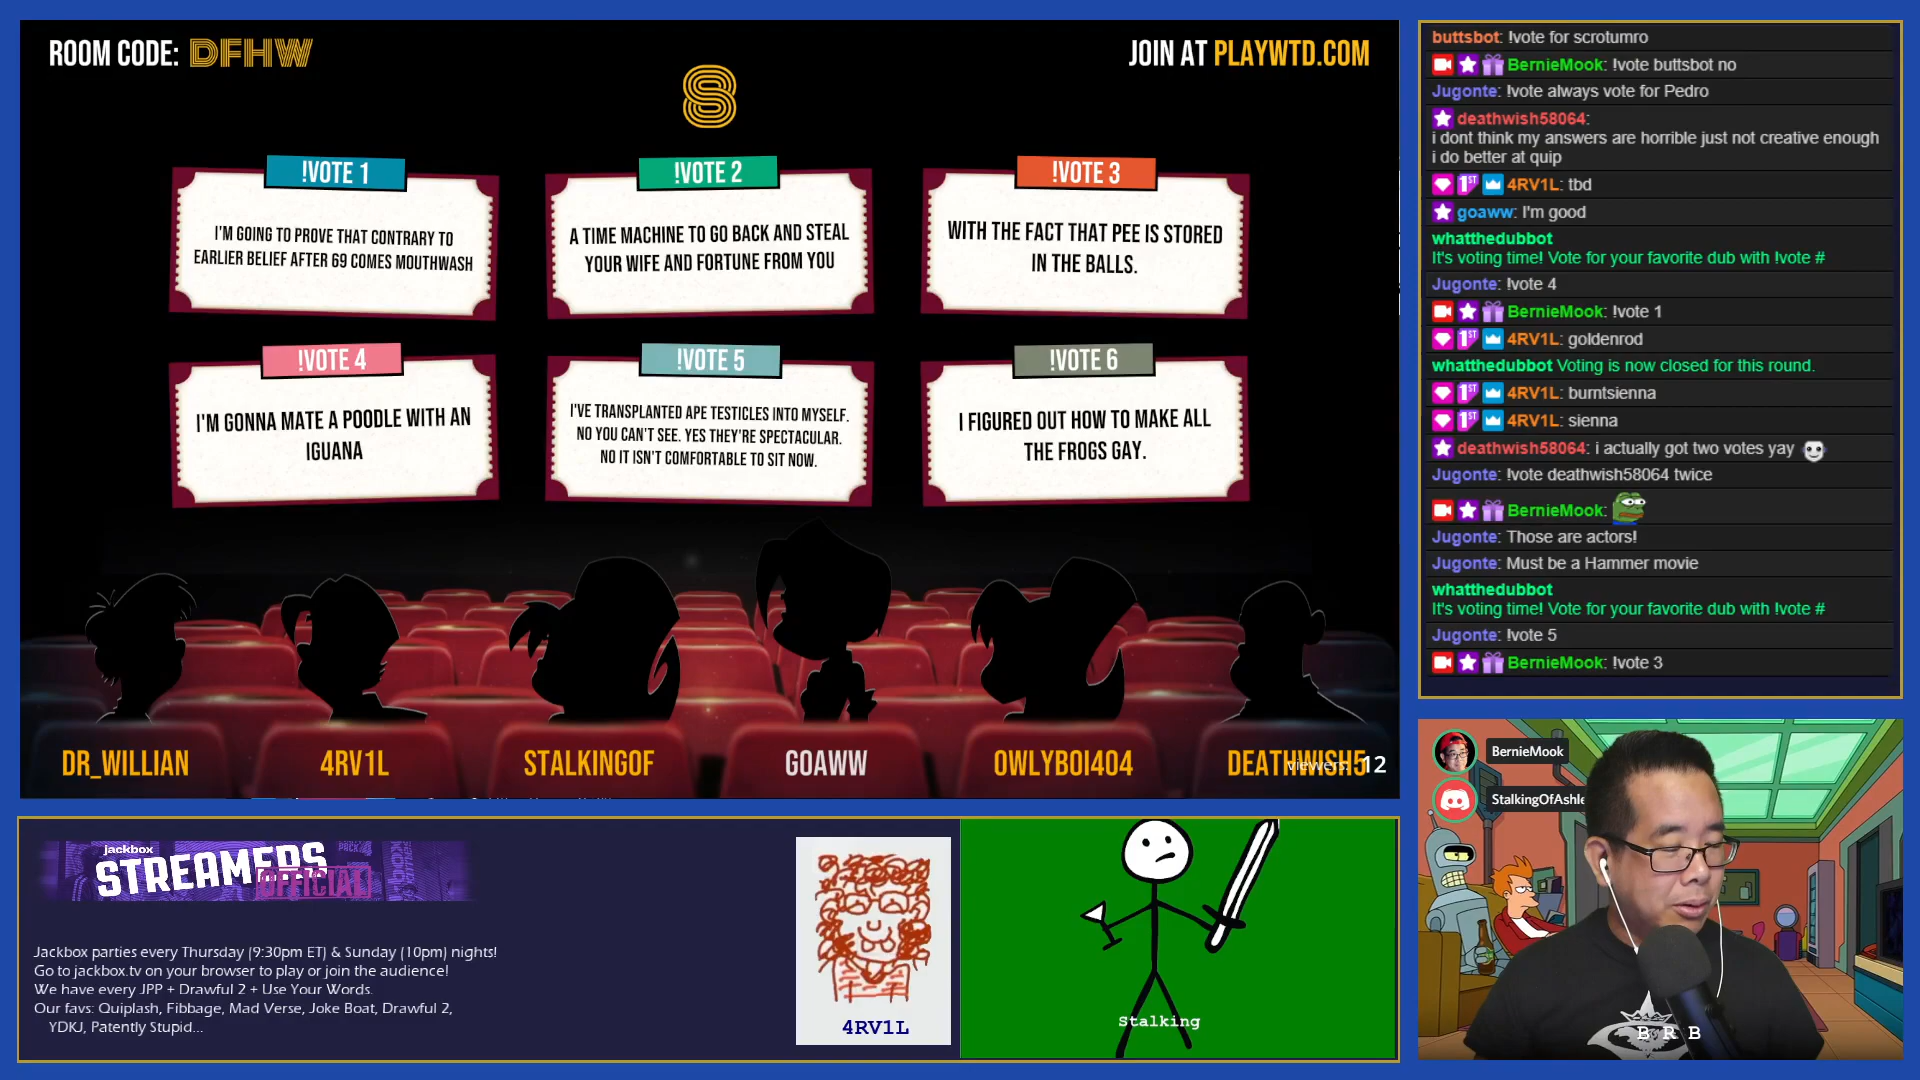 ROOM CODE: DFHW
JOIN AT PLAYWTD.COM
8
!VOTE 1
I'M GOING TO PROVE THAT CONTRARY TO
EARLIER BELIEF AFTER 69 COMES MOUTHWASH
!VOTE 2
A TIME MACHINE TO GO BACK AND STEAL
YOUR WIFE AND FORTUNE FROM YOU
!VOTE 3
WITH THE FACT THAT PEE IS STORED
IN THE BALLS.
!VOTE 4
I'M GONNA MATE A POODLE WITH AN
IGUANA
!VOTE 5
I'VE TRANSPLANTED APE TESTICLES INTO MYSELF.
NO YOU CAN'T SEE. YES THEY'RE SPECTACULAR.
NO IT ISN'T COMFORTABLE TO SIT NOW.
!VOTE 6
I FIGURED OUT HOW TO MAKE ALL
THE FROGS GAY.
DR_WILLIAN
4RV1L
STALKINGOF
GOAWW
OWLYBOI404
DEATHWISH5
viewers: 12
buttsbot: !vote for scrotumro
BernieMook: !vote buttsbot no
Jugonte: !vote always vote for Pedro
deathwish58064:
i dont think my answers are horrible just not creative enough
i do better at quip
1ST 4RV1L: tbd
goaww: I'm good
whatthedubbot
It's voting time! Vote for your favorite dub with !vote #
Jugonte: !vote 4
BernieMook: !vote 1
1ST 4RV1L: goldenrod
whatthedubbot Voting is now closed for this round.
1ST 4RV1L: burntsienna
1ST 4RV1L: sienna
deathwish58064: i actually got two votes yay
Jugonte: !vote deathwish58064 twice
BernieMook:
Jugonte: Those are actors!
Jugonte: Must be a Hammer movie
whatthedubbot
It's voting time! Vote for your favorite dub with !vote #
Jugonte: !vote 5
BernieMook: !vote 3
jackbox
STREAMERS
OFFICIAL
Jackbox parties every Thursday (9:30pm ET) & Sunday (10pm) nights!
Go to jackbox.tv on your browser to play or join the audience!
We have every JPP + Drawful 2 + Use Your Words.
Our favs: Quiplash, Fibbage, Mad Verse, Joke Boat, Drawful 2,
YDKJ, Patently Stupid...
4RV1L
Stalking
BernieMook
StalkingOfAshle
B R B